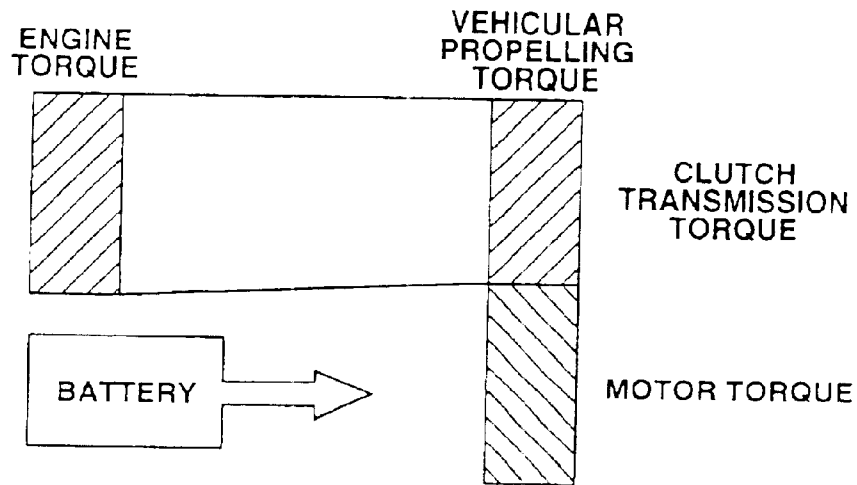 ENGINE
TORQUE
VEHICULAR
PROPELLING
TORQUE
CLUTCH
TRANSMISSION
TORQUE
BATTERY
MOTOR TORQUE